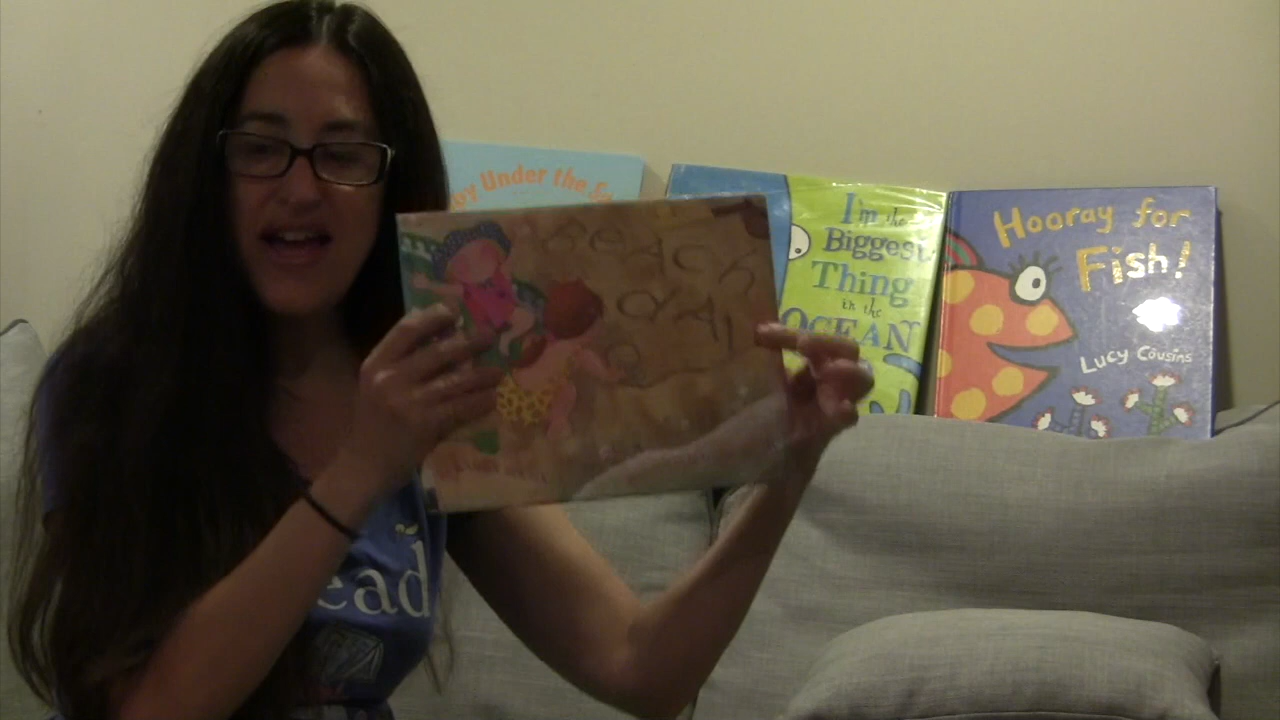 Under the
BEACH
DAY
I'm the
Biggest
Thing
in the
OCEAN
Hooray for
Fish!
Lucy Cousins
ead